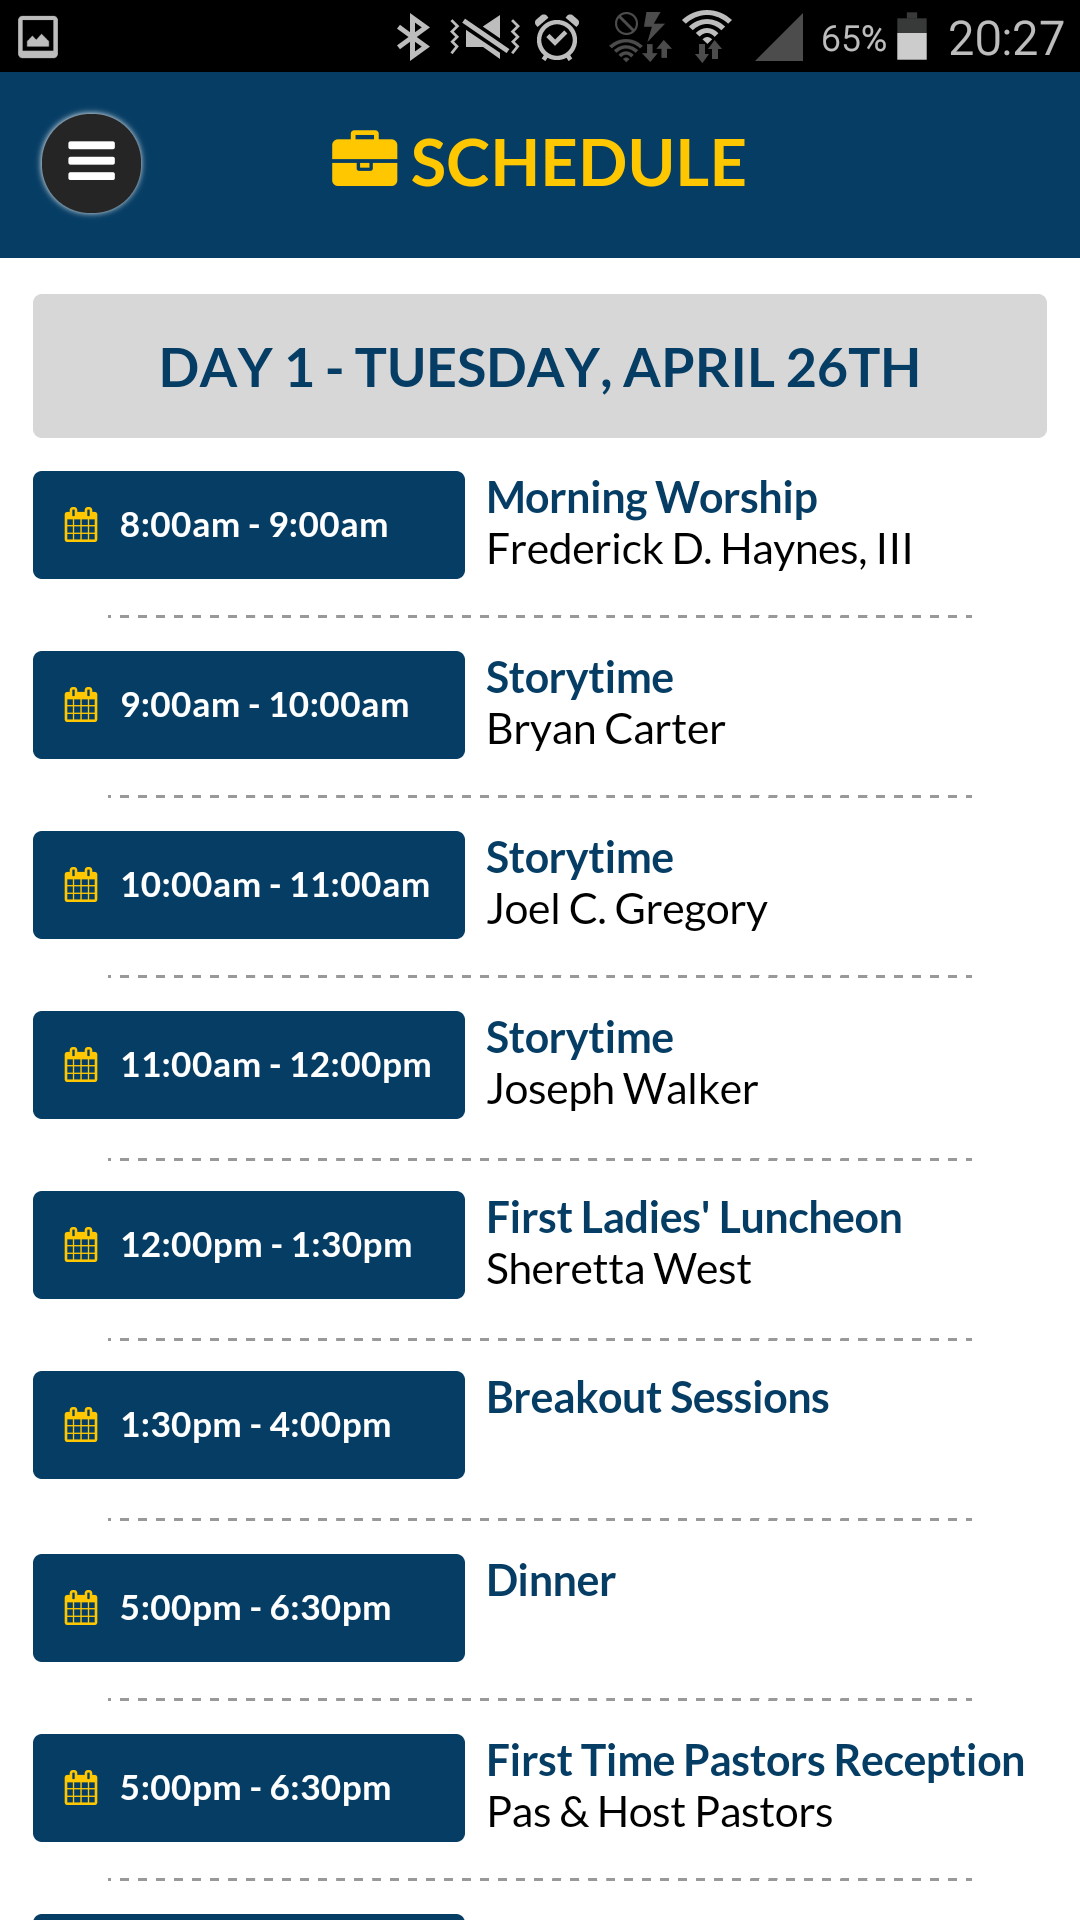 65% 20:27
SCHEDULE
DAY 1 - TUESDAY, APRIL 26TH
8:00am - 9:00am
Morning Worship
Frederick D. Haynes, III
9:00am - 10:00am
Storytime
Bryan Carter
10:00am - 11:00am
Storytime
Joel C. Gregory
11:00am - 12:00pm
Storytime
Joseph Walker
12:00pm - 1:30pm
First Ladies' Luncheon
Sheretta West
1:30pm - 4:00pm
Breakout Sessions
5:00pm - 6:30pm
Dinner
5:00pm - 6:30pm
First Time Pastors Reception
Pas & Host Pastors